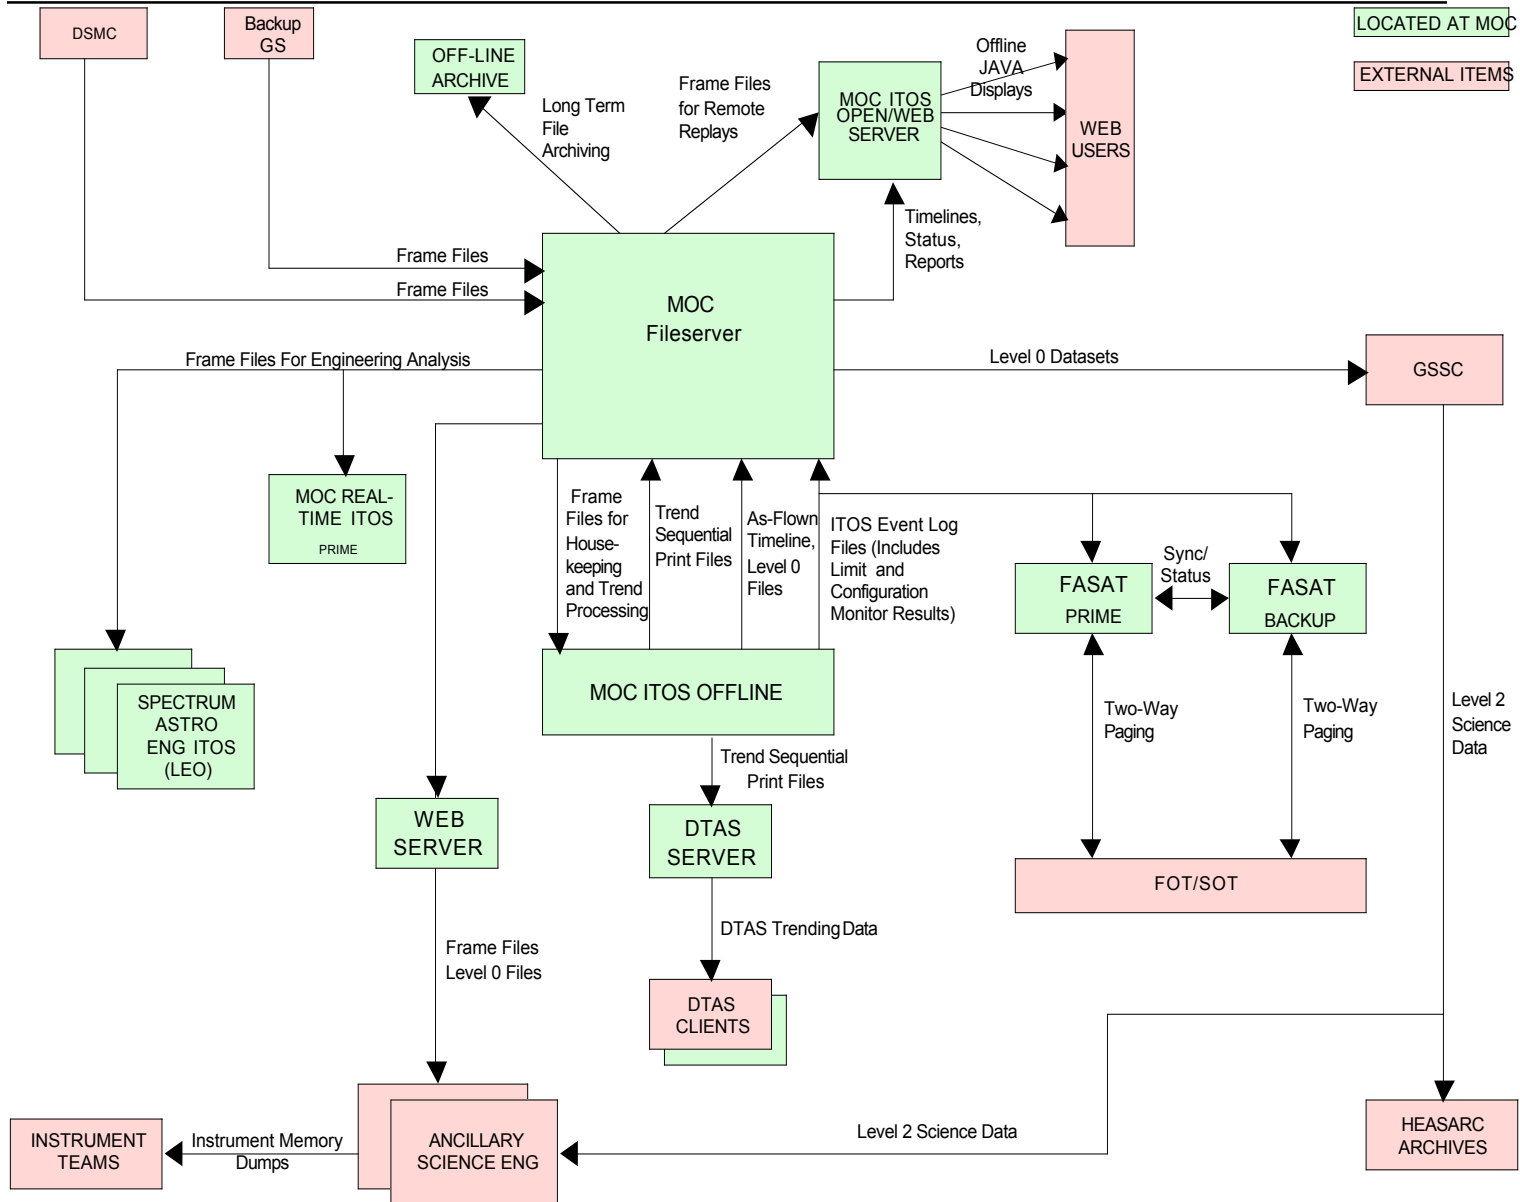 DSMC
Backup
GS
LOCATED AT MOC
EXTERNAL ITEMS
OFF-LINE
ARCHIVE
Long Term
File
Archiving
Frame Files
for Remote
Replays
MOC ITOS
OPEN/WEB
SERVER
Offline
JAVA
Displays
WEB
USERS
Timelines,
Status,
Reports
Frame Files
Frame Files
MOC
Fileserver
Frame Files For Engineering Analysis
Level 0 Datasets
GSSC
MOC REAL-
TIME ITOS
PRIME
Frame
Files for
House-
keeping
and Trend
Processing
Trend
Sequential
Print Files
As-Flown
Timeline,
Level 0
Files
ITOS Event Log
Files (Includes
Limit and
Configuration
Monitor Results)
FASAT
PRIME
Sync/
Status
FASAT
BACKUP
SPECTRUM
ASTRO
ENG ITOS
(LEO)
MOC ITOS OFFLINE
Two-Way
Paging
Two-Way
Paging
Level 2
Science
Data
Trend Sequential
Print Files
WEB
SERVER
DTAS
SERVER
FOT/SOT
DTAS Trending Data
Frame Files
Level 0 Files
DTAS
CLIENTS
INSTRUMENT
TEAMS
Instrument Memory
Dumps
ANCILLARY
SCIENCE ENG
Level 2 Science Data
HEASARC
ARCHIVES